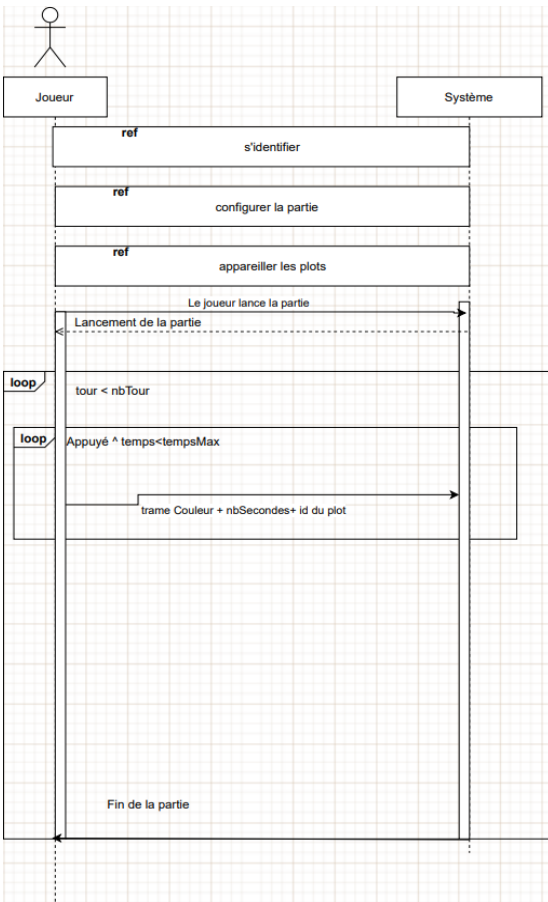 Joueur
Système
ref
s'identifier
ref
configurer la partie
ref
appareiller les plots
Le joueur lance la partie
Lancement de la partie
loop
tour < nbTour
loop
Appuyé ^ temps<tempsMax
trame Couleur + nbSecondes+ id du plot
Fin de la partie